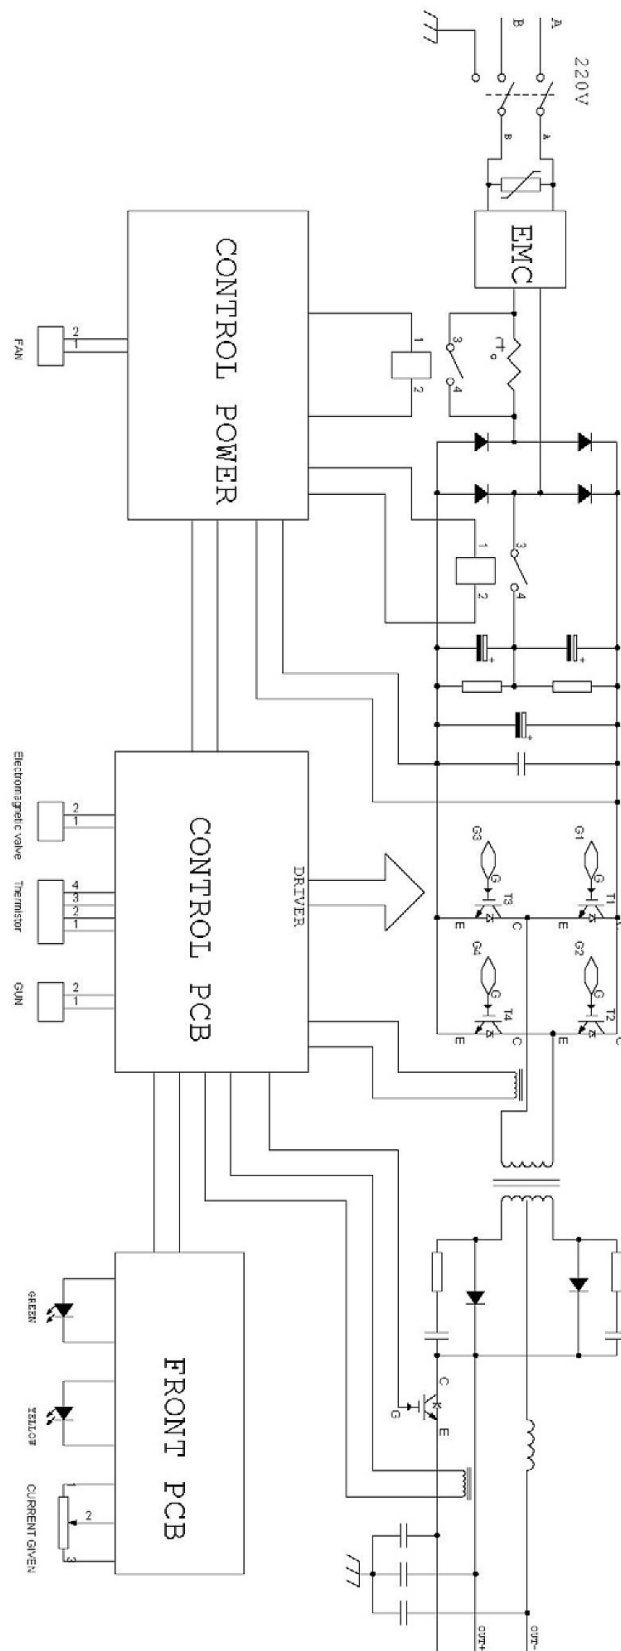 A
B
220V
A
B
EMC
t°
3
4
1
2
CONTROL POWER
2
1
FAN
3
4
1
2
+
+
+
G1
G
T1
E
C
G3
G
T3
E
C
G2
G
T2
E
C
G4
G
T4
E
C
DRIVER
CONTROL PCB
2
1
Electromagnetic valve
4
3
2
1
Thermistor
2
1
GUN
C
G
E
FRONT PCB
GREEN
YELLOW
1
2
3
CURRENT GIVEN
OUT+
OUT-